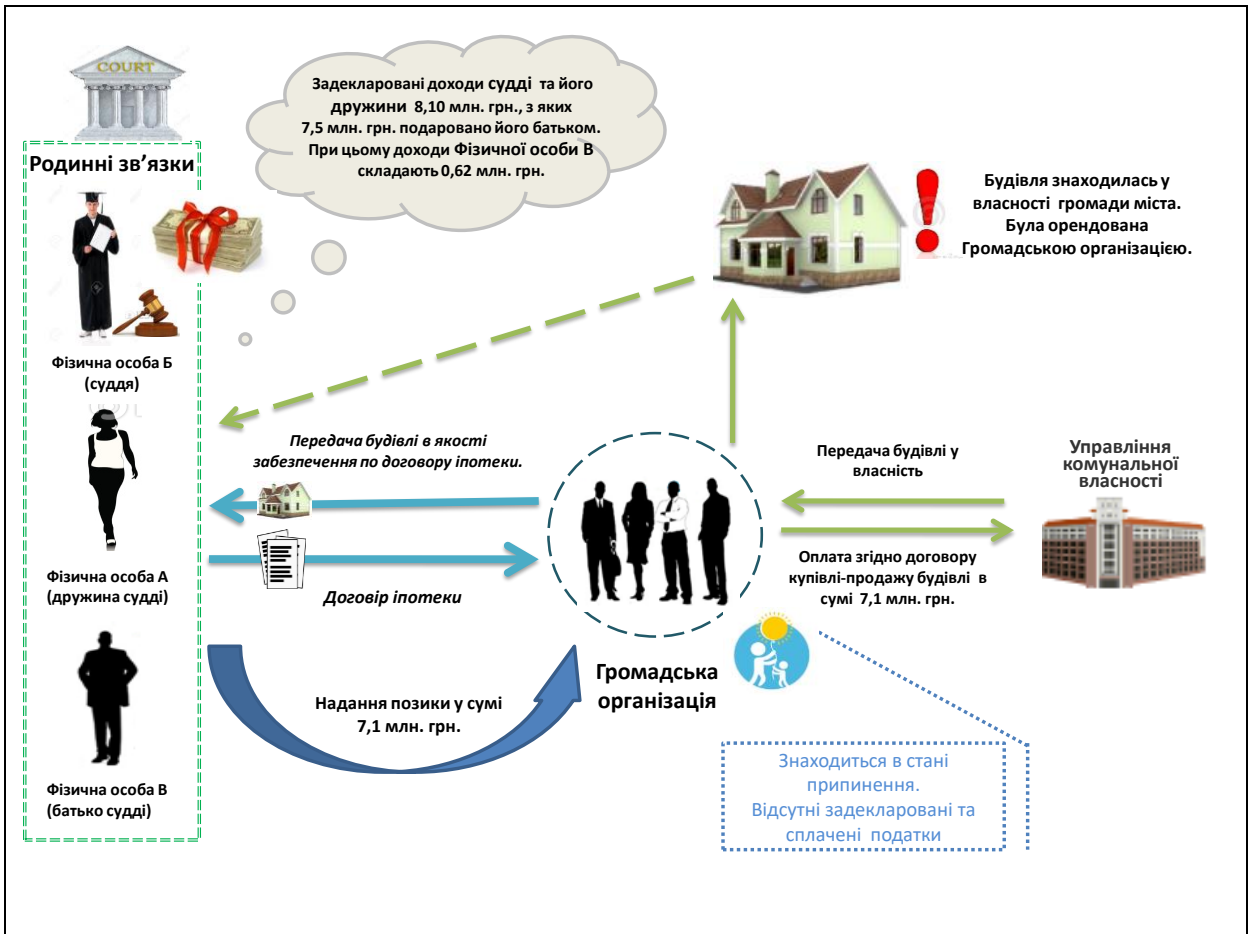 COURT
Задекларовані доходи судді та його
дружини 8,10 млн. грн., з яких
7,5 млн. грн. подаровано його батьком.
При цьому доходи Фізичної особи В
складають 0,62 млн. грн.
Родинні зв’язки
Будівля знаходилась у
власності громади міста.
Була орендована
Громадською організацією.
Фізична особа Б
(суддя)
Передача будівлі в якості
забезпечення по договору іпотеки.
Передача будівлі у
власність
Управління
комунальної
власності
Фізична особа А
(дружина судді)
Договір іпотеки
Оплата згідно договору
купівлі-продажу будівлі в
сумі 7,1 млн. грн.
Громадська
організація
Надання позики у сумі
7,1 млн. грн.
Фізична особа В
(батько судді)
Знаходиться в стані
припинення.
Відсутні задекларовані та
сплачені податки